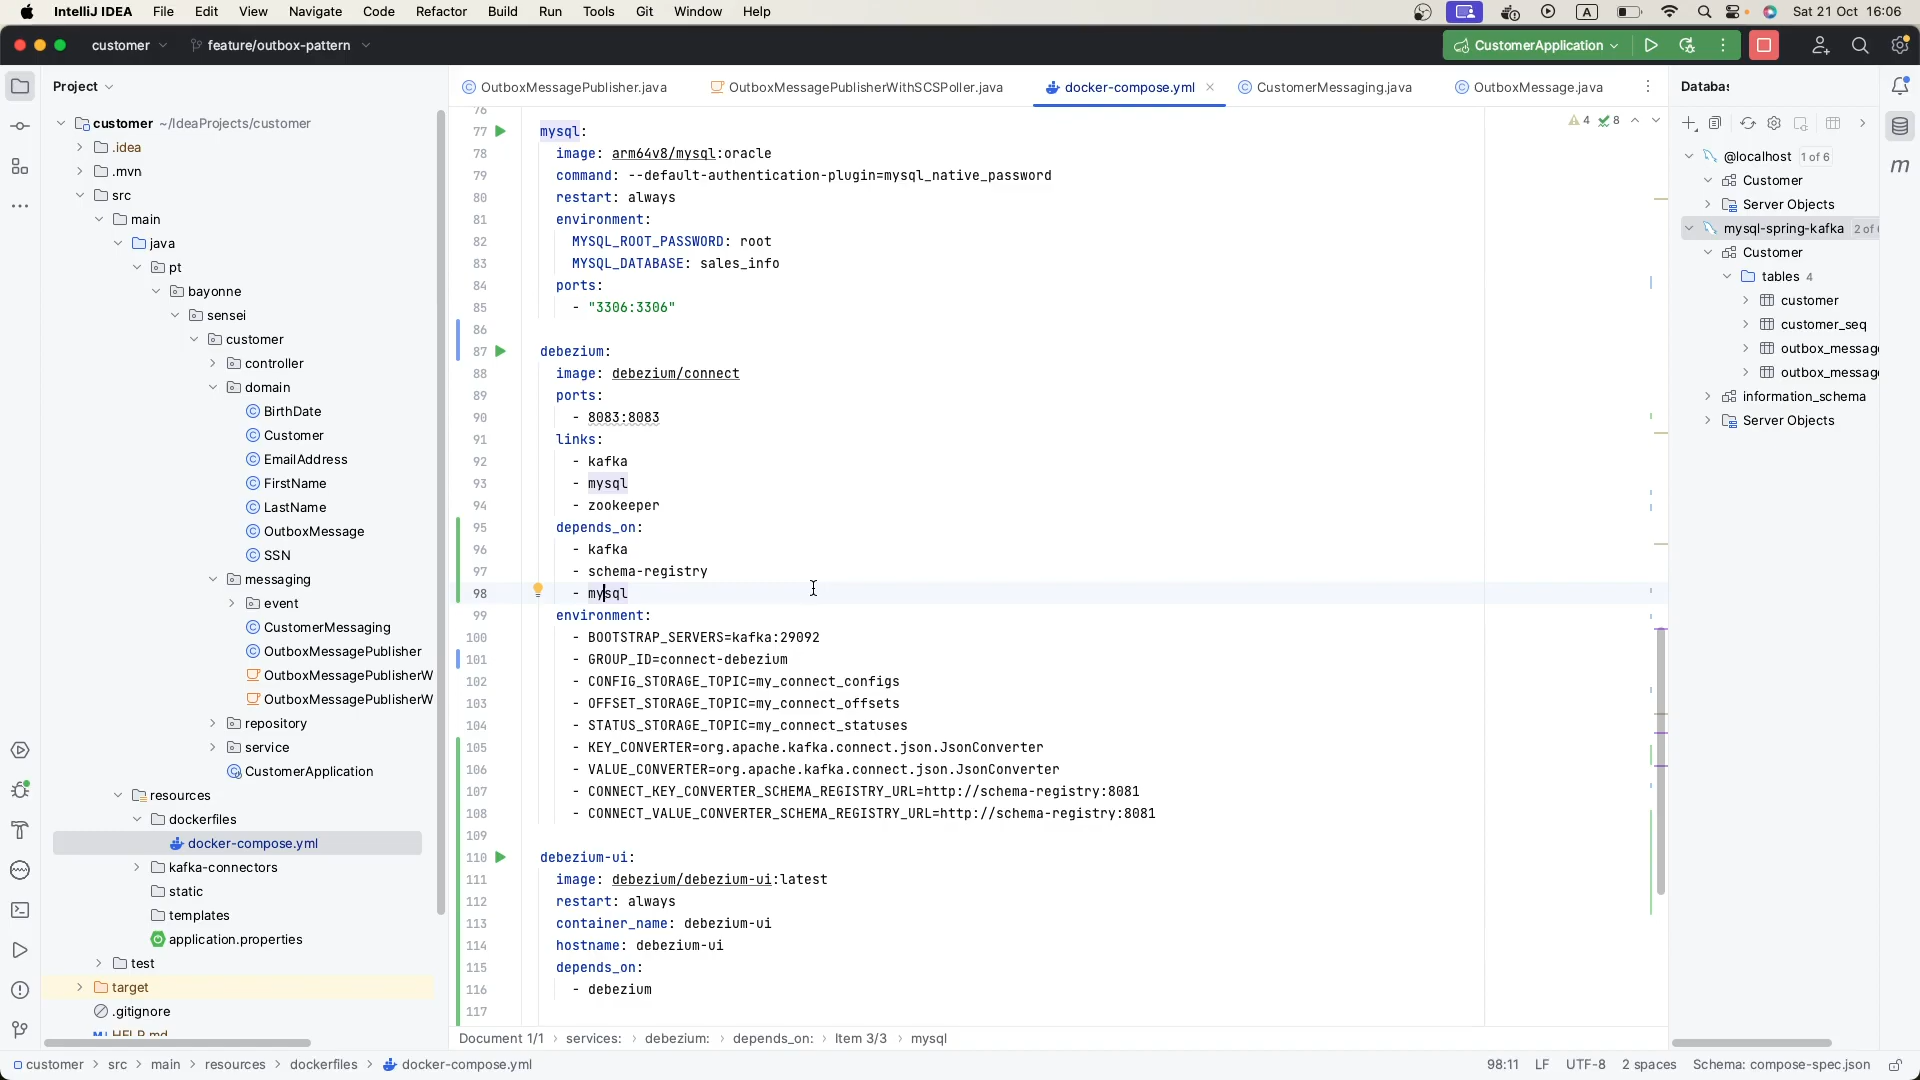 IntelliJ IDEA File Edit View Navigate Code Refactor Build Run Tools Git Window Help A Sat 21 Oct 16:06
customer feature/outbox-pattern CustomerApplication
Project
OutboxMessagePublisher.java OutboxMessagePublisherWithSCSPoller.java docker-compose.yml CustomerMessaging.java OutboxMessage.java
Databas
customer ~/IdeaProjects/customer
.idea
.mvn
src
main
java
pt
bayonne
sensei
customer
controller
domain
BirthDate
Customer
EmailAddress
FirstName
LastName
OutboxMessage
SSN
messaging
event
CustomerMessaging
OutboxMessagePublisher
OutboxMessagePublisherW
OutboxMessagePublisherW
repository
service
CustomerApplication
resources
dockerfiles
docker-compose.yml
kafka-connectors
static
templates
application.properties
test
target
.gitignore
HELP.md
4 8
76
77 mysql:
78 image: arm64v8/mysql:oracle
79 command: --default-authentication-plugin=mysql_native_password
80 restart: always
81 environment:
82 MYSQL_ROOT_PASSWORD: root
83 MYSQL_DATABASE: sales_info
84 ports:
85 - "3306:3306"
86
87 debezium:
88 image: debezium/connect
89 ports:
90 - 8083:8083
91 links:
92 - kafka
93 - mysql
94 - zookeeper
95 depends_on:
96 - kafka
97 - schema-registry
98 - mysql
99 environment:
100 - BOOTSTRAP_SERVERS=kafka:29092
101 - GROUP_ID=connect-debezium
102 - CONFIG_STORAGE_TOPIC=my_connect_configs
103 - OFFSET_STORAGE_TOPIC=my_connect_offsets
104 - STATUS_STORAGE_TOPIC=my_connect_statuses
105 - KEY_CONVERTER=org.apache.kafka.connect.json.JsonConverter
106 - VALUE_CONVERTER=org.apache.kafka.connect.json.JsonConverter
107 - CONNECT_KEY_CONVERTER_SCHEMA_REGISTRY_URL=http://schema-registry:8081
108 - CONNECT_VALUE_CONVERTER_SCHEMA_REGISTRY_URL=http://schema-registry:8081
109
110 debezium-ui:
111 image: debezium/debezium-ui:latest
112 restart: always
113 container_name: debezium-ui
114 hostname: debezium-ui
115 depends_on:
116 - debezium
117
@localhost 1 of 6
Customer
Server Objects
mysql-spring-kafka 2 of
Customer
tables 4
customer
customer_seq
outbox_messag
outbox_messag
information_schema
Server Objects
m
Document 1/1 services: debezium: depends_on: Item 3/3 mysql
customer src main resources dockerfiles docker-compose.yml 98:11 LF UTF-8 2 spaces Schema: compose-spec.json